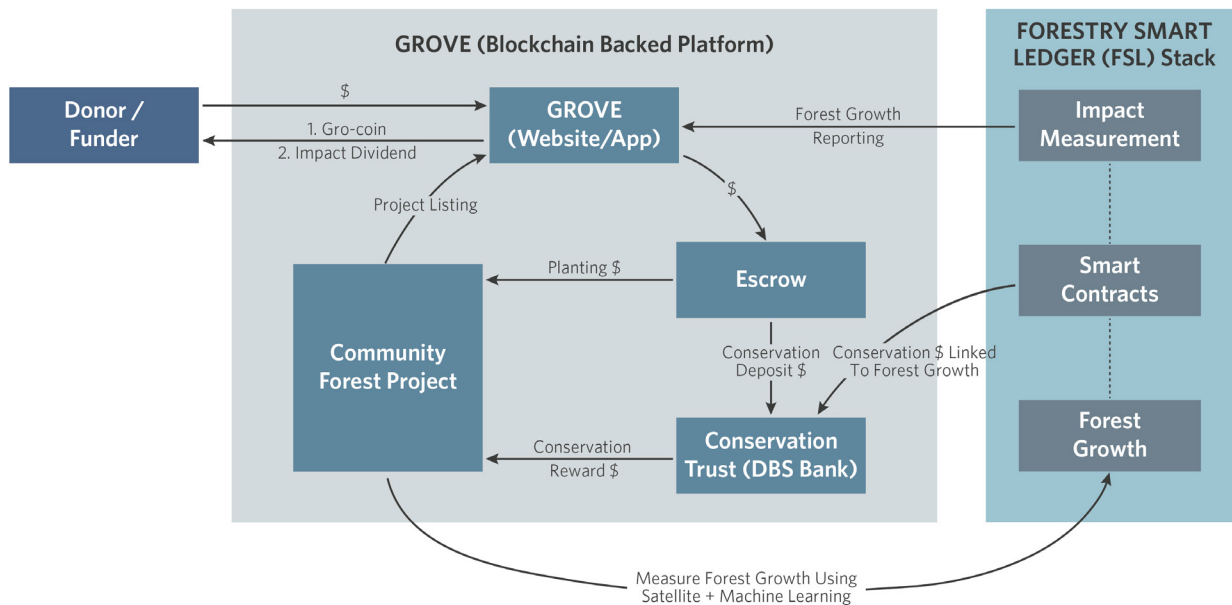 GROVE (Blockchain Backed Platform)
FORESTRY SMART
LEDGER (FSL) Stack
Donor /
Funder
$
1. Gro-coin
2. Impact Dividend
GROVE
(Website/App)
Forest Growth
Reporting
Impact
Measurement
Project Listing
$
Planting $
Escrow
Smart
Contracts
Community
Forest Project
Conservation
Deposit $
Conservation $ Linked
To Forest Growth
Conservation
Reward $
Conservation
Trust (DBS Bank)
Forest
Growth
Measure Forest Growth Using
Satellite + Machine Learning